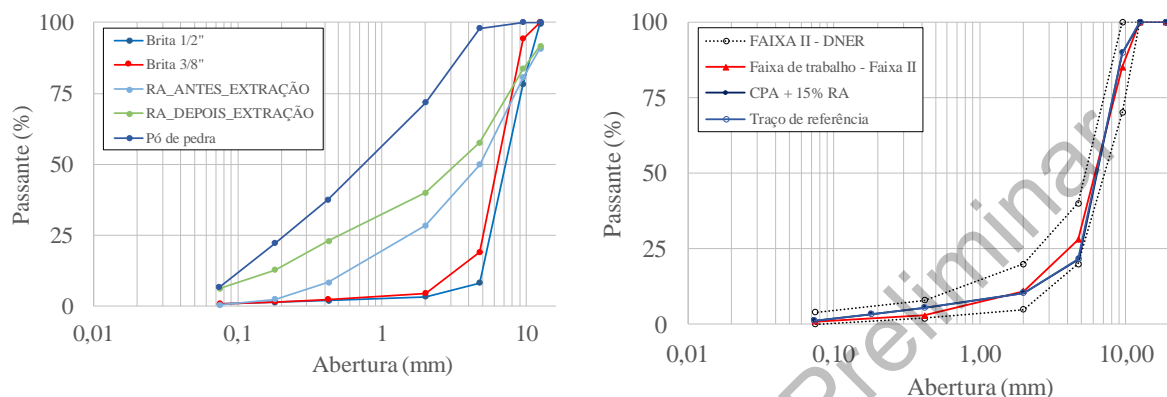 100
75
50
25
0
Passante (%)
Brita 1/2"
Brita 3/8"
RA_ANTES_EXTRAÇÃO
RA_DEPOIS_EXTRAÇÃO
Pó de pedra
0,01
0,1
1
10
Abertura (mm)
100
75
50
25
0
Passante (%)
FAIXA II - DNER
Faixa de trabalho - Faixa II
CPA + 15% RA
Traço de referência
0,01
0,10
1,00
10,00
Abertura (mm)
Preliminar